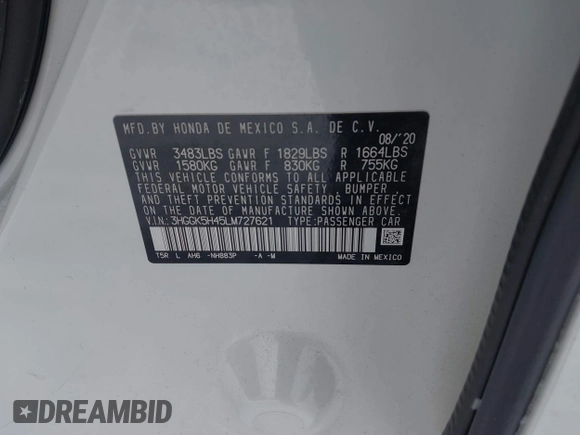 MFD.BY HONDA DE MEXICO S.A. DE C.V.
08/'20
GVWR 3483LBS GAWR F 1829LBS R 1664LBS
GVWR 1580KG GAWR F 830KG R 755KG
THIS VEHICLE CONFORMS TO ALL APPLICABLE
FEDERAL MOTOR VEHICLE SAFETY, BUMPER,
AND THEFT PREVENTION STANDARDS IN EFFECT
ON THE DATE OF MANUFACTURE SHOWN ABOVE.
V.I.N.:3HGGK5H45LM727621 TYPE:PASSENGER CAR
T5R L AH6 -NH883P -A -M MADE IN MEXICO
DREAMBID